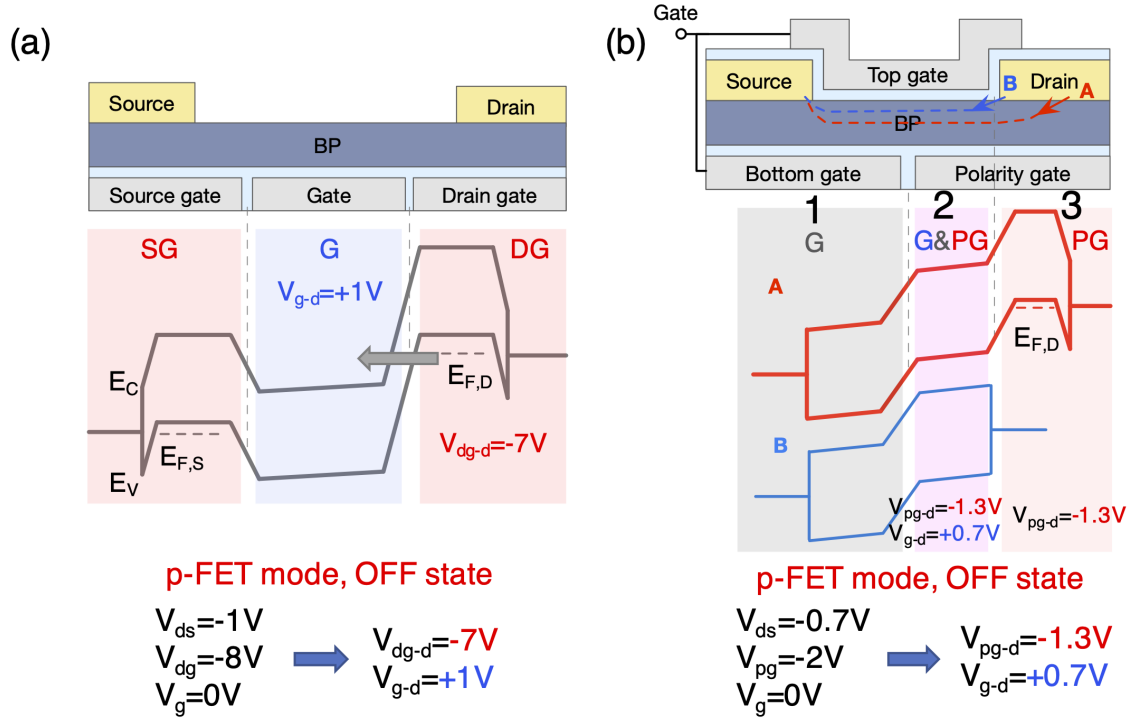 (a)
Source
Drain
BP
Source gate
Gate
Drain gate
SG
G
DG
Vg-d=+1V
EC
EF,D
EF,S
Vdg-d=-7V
EV
p-FET mode, OFF state
Vds=-1V
Vdg=-8V
Vg=0V
Vdg-d=-7V
Vg-d=+1V
(b)
Gate
Source
Top gate
Drain
B
A
BP
Bottom gate
Polarity gate
1
2
3
G
G&PG
PG
A
EF,D
B
Vpg-d=-1.3V
Vg-d=+0.7V
Vpg-d=-1.3V
p-FET mode, OFF state
Vds=-0.7V
Vpg=-2V
Vg=0V
Vpg-d=-1.3V
Vg-d=+0.7V